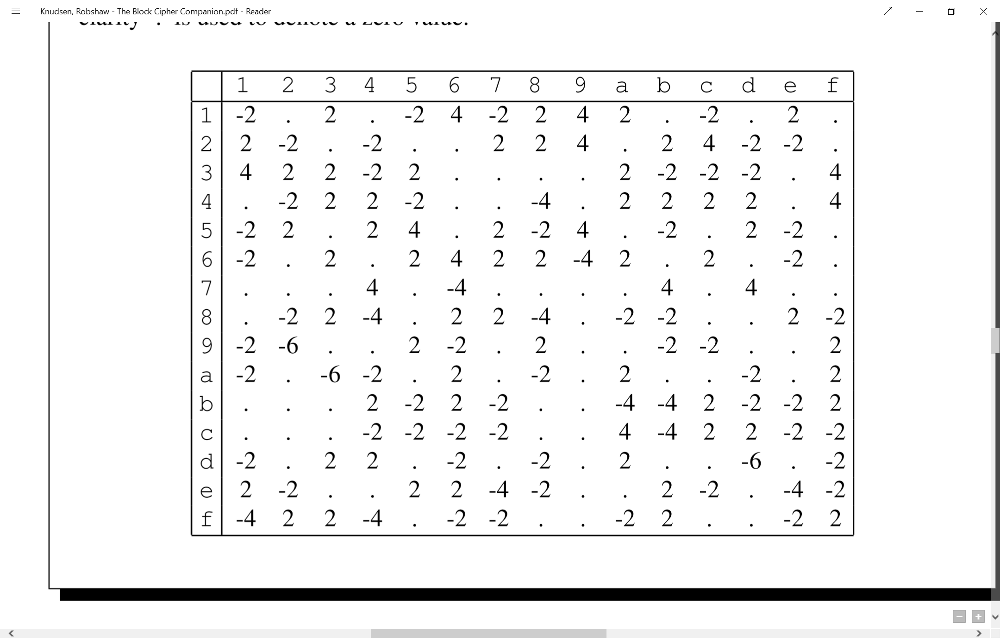 Knudsen, Robshaw - The Block Cipher Companion.pdf - Reader
clarity '.' is used to denote a zero value.
1 2 3 4 5 6 7 8 9 a b c d e f
1 -2 . 2 . -2 4 -2 2 4 2 . -2 . 2 .
2 2 -2 . -2 . . 2 2 4 . 2 4 -2 -2 .
3 4 2 2 -2 2 . . . . 2 -2 -2 -2 . 4
4 . -2 2 2 -2 . . -4 . 2 2 2 2 . 4
5 -2 2 . 2 4 . 2 -2 4 . -2 . 2 -2 .
6 -2 . 2 . 2 4 2 2 -4 2 . 2 . -2 .
7 . . . 4 . -4 . . . . 4 . 4 . .
8 . -2 2 -4 . 2 2 -4 . -2 -2 . . 2 -2
9 -2 -6 . . 2 -2 . 2 . . -2 -2 . . 2
a -2 . -6 -2 . 2 . -2 . 2 . . -2 . 2
b . . . 2 -2 2 -2 . . -4 -4 2 -2 -2 2
c . . . -2 -2 -2 -2 . . 4 -4 2 2 -2 -2
d -2 . 2 2 . -2 . -2 . 2 . . -6 . -2
e 2 -2 . . 2 2 -4 -2 . . 2 -2 . -4 -2
f -4 2 2 -4 . -2 -2 . . -2 2 . . -2 2